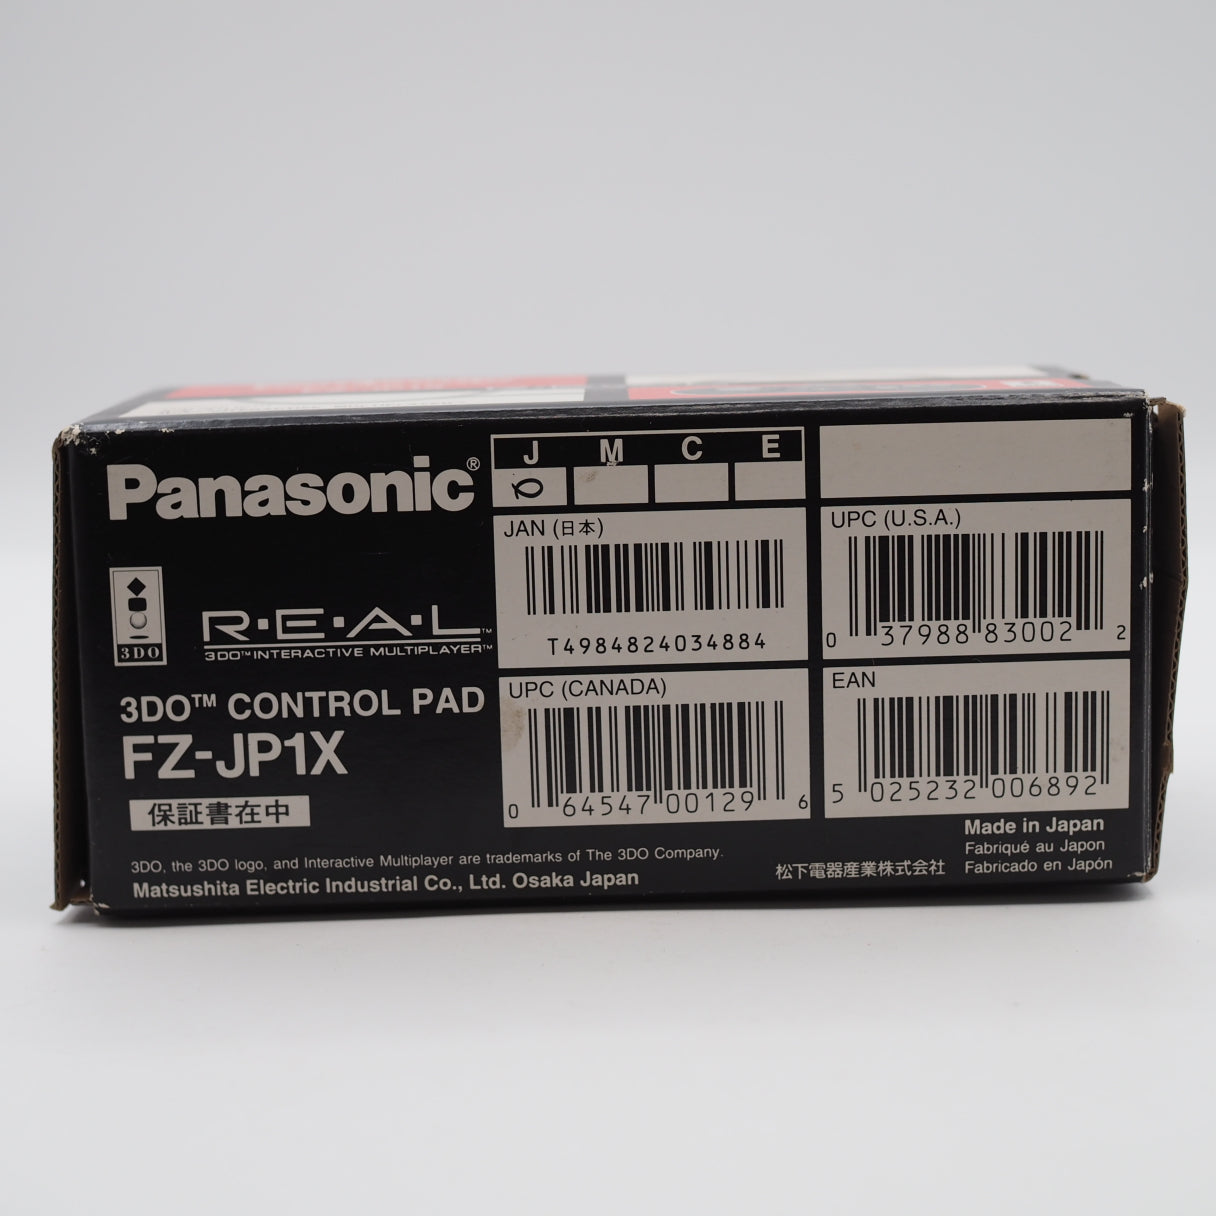 Panasonic®
3DO
R·E·A·L™
3DO™ INTERACTIVE MULTIPLAYER™
3DO™ CONTROL PAD
FZ-JP1X
保証書在中
3DO, the 3DO logo, and Interactive Multiplayer are trademarks of The 3DO Company.
Matsushita Electric Industrial Co., Ltd. Osaka Japan
J M C E
JAN (日本)
T4984824034884
UPC (U.S.A.)
0 37988 83002 2
UPC (CANADA)
0 64547 00129 6
EAN
5 025232 006892
Made in Japan
Fabriqué au Japon
Fabricado en Japón
松下電器産業株式会社